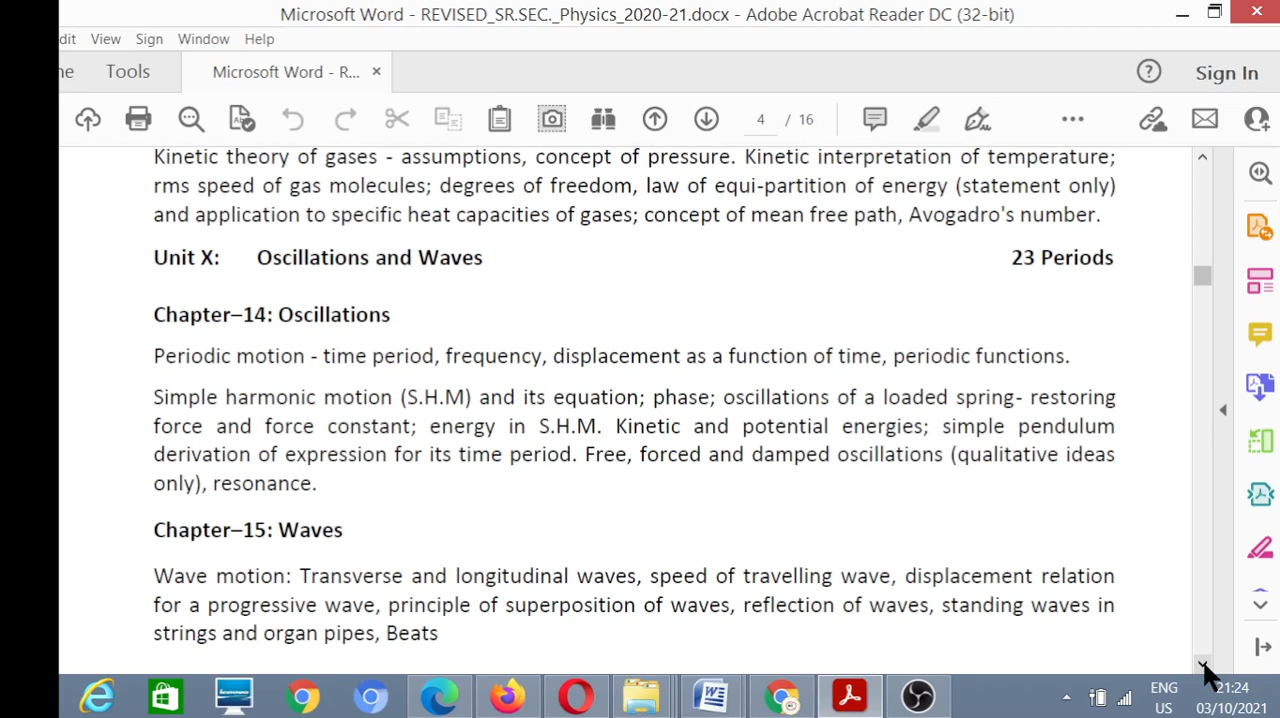 Microsoft Word - REVISED_SR.SEC._Physics_2020-21.docx - Adobe Acrobat Reader DC (32-bit)
dit View Sign Window Help
ne Tools Microsoft Word - R... × Sign In
4 / 16
Kinetic theory of gases - assumptions, concept of pressure. Kinetic interpretation of temperature;
rms speed of gas molecules; degrees of freedom, law of equi-partition of energy (statement only)
and application to specific heat capacities of gases; concept of mean free path, Avogadro's number.
Unit X: Oscillations and Waves 23 Periods
Chapter–14: Oscillations
Periodic motion - time period, frequency, displacement as a function of time, periodic functions.
Simple harmonic motion (S.H.M) and its equation; phase; oscillations of a loaded spring- restoring
force and force constant; energy in S.H.M. Kinetic and potential energies; simple pendulum
derivation of expression for its time period. Free, forced and damped oscillations (qualitative ideas
only), resonance.
Chapter–15: Waves
Wave motion: Transverse and longitudinal waves, speed of travelling wave, displacement relation
for a progressive wave, principle of superposition of waves, reflection of waves, standing waves in
strings and organ pipes, Beats
ENG 21:24
US 03/10/2021